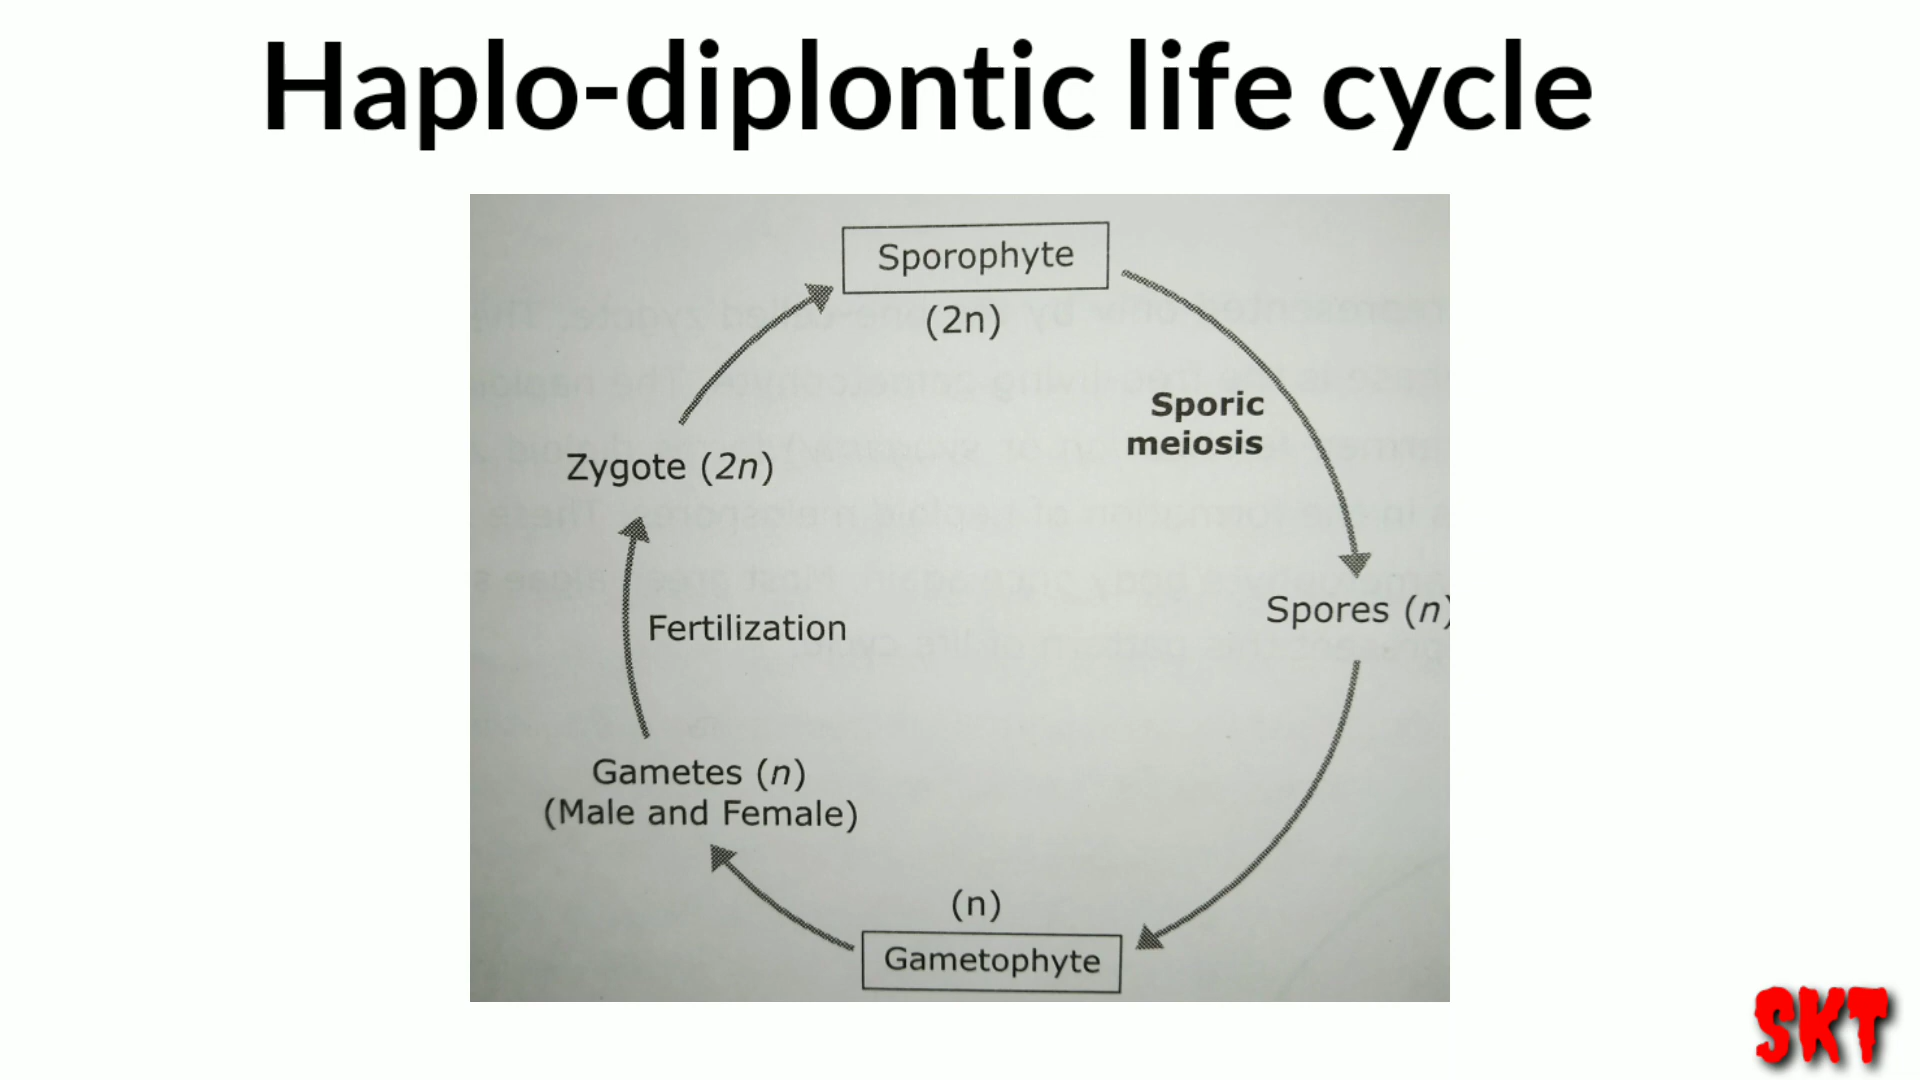 Haplo-diplontic life cycle
Sporophyte
(2n)
Sporic
meiosis
Zygote (2n)
Spores (n)
Fertilization
Gametes (n)
(Male and Female)
(n)
Gametophyte
SKT